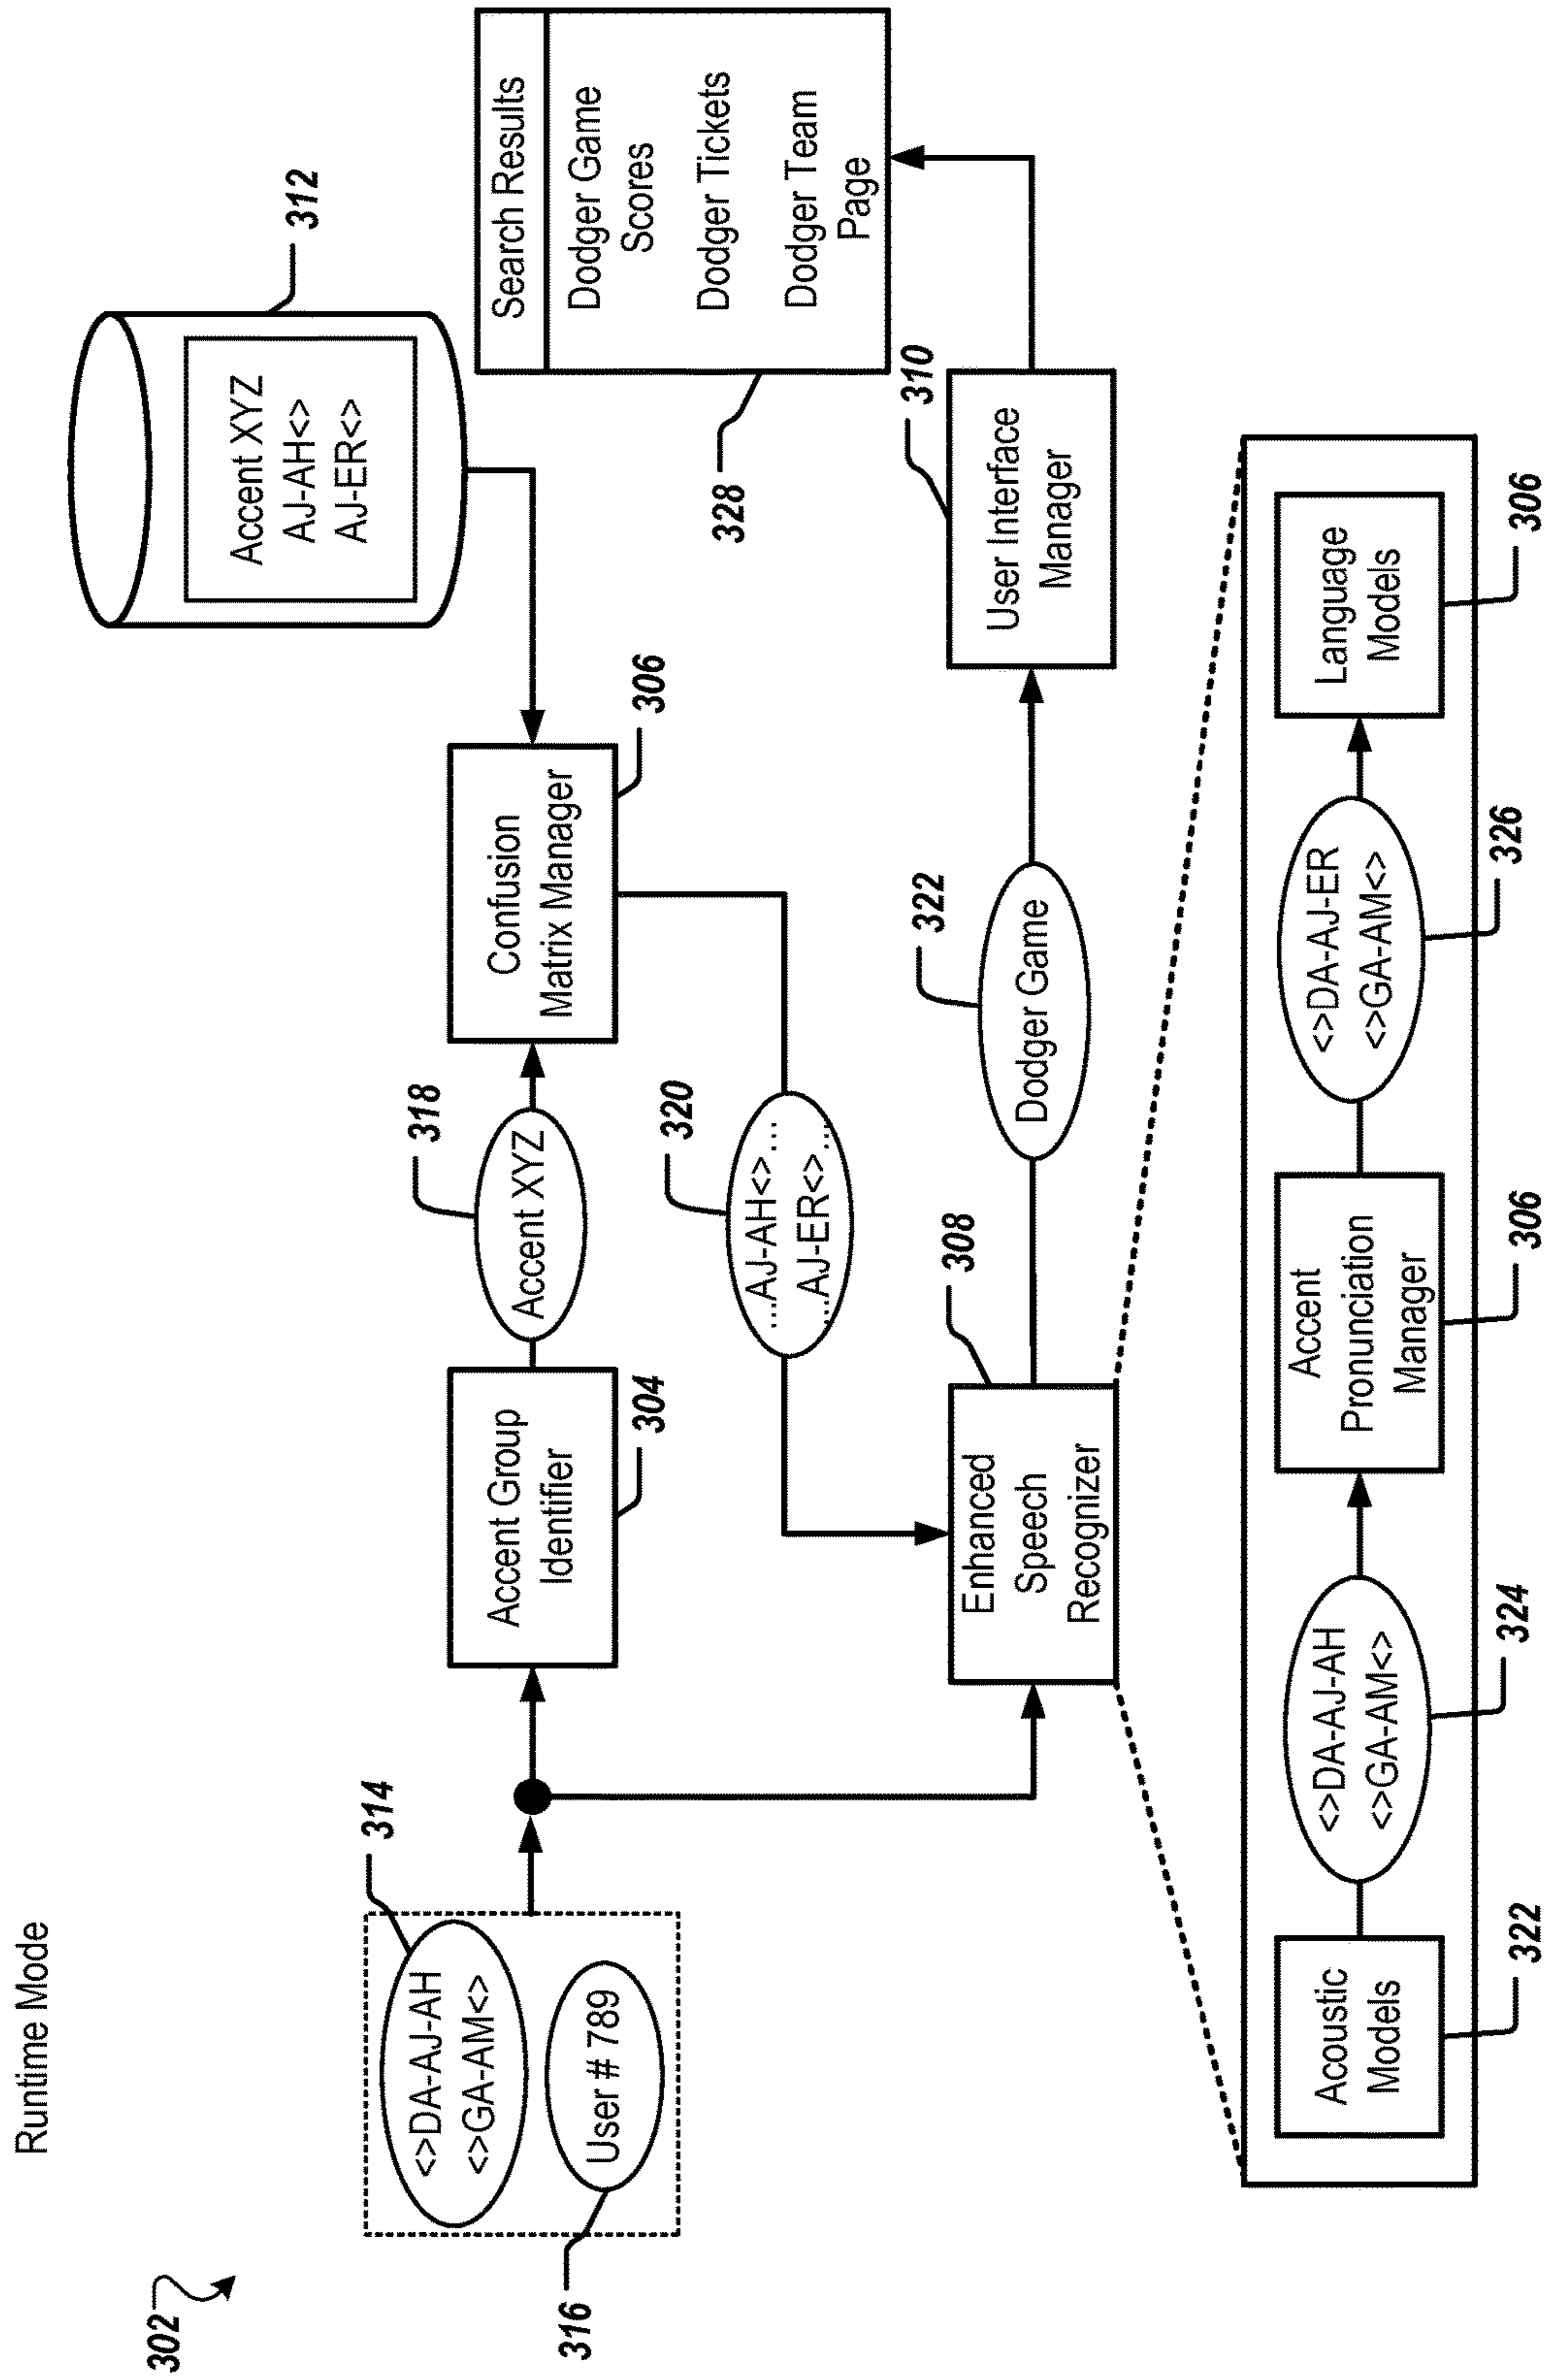 Runtime Mode
302
314
<>DA-AJ-AH
<>GA-AM<>
User # 789
316
Accent Group
Identifier
304
318
Accent XYZ
Confusion
Matrix Manager
306
312
Accent XYZ
AJ-AH<>
AJ-ER<>
320
...AJ-AH<>...
...AJ-ER<>...
308
Enhanced
Speech
Recognizer
322
Dodger Game
310
User Interface
Manager
328
Search Results
Dodger Game
Scores
Dodger Tickets
Dodger Team
Page
Acoustic
Models
322
<>DA-AJ-AH
<>GA-AM<>
324
Accent
Pronunciation
Manager
306
<>DA-AJ-ER
<>GA-AM<>
326
Language
Models
306